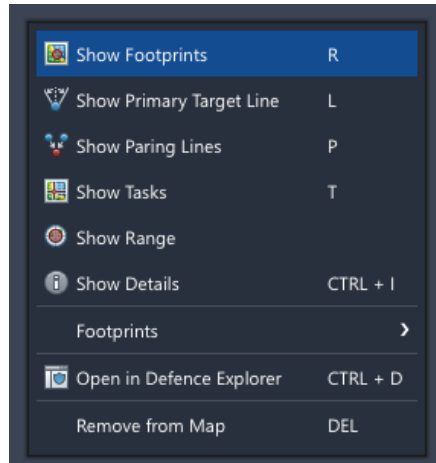 Show Footprints R
Show Primary Target Line L
Show Paring Lines P
Show Tasks T
Show Range
Show Details CTRL + I
Footprints
Open in Defence Explorer CTRL + D
Remove from Map DEL